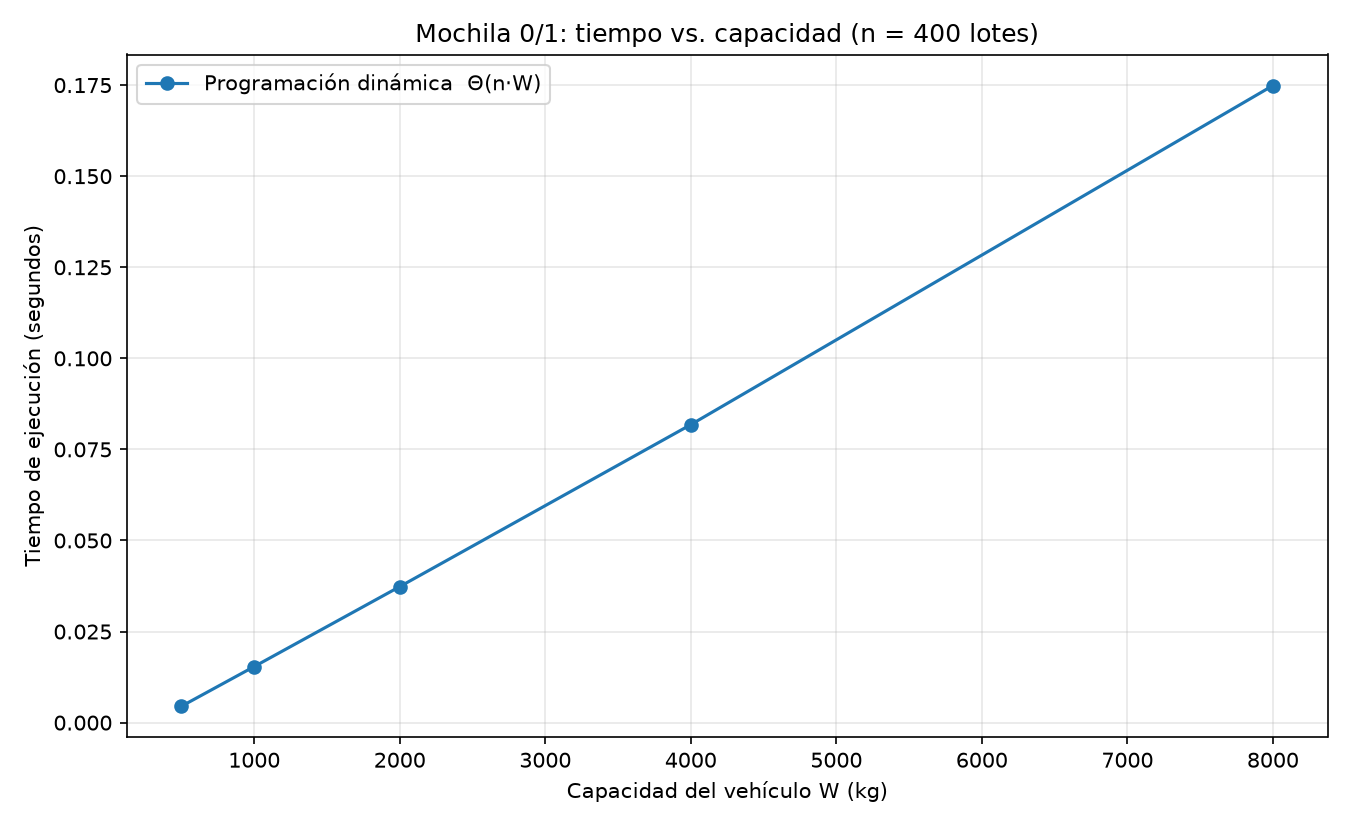 Mochila 0/1: tiempo vs. capacidad (n = 400 lotes)
Programación dinámica Θ(n·W)
Tiempo de ejecución (segundos)
0.175
0.150
0.125
0.100
0.075
0.050
0.025
0.000
1000 2000 3000 4000 5000 6000 7000 8000
Capacidad del vehículo W (kg)